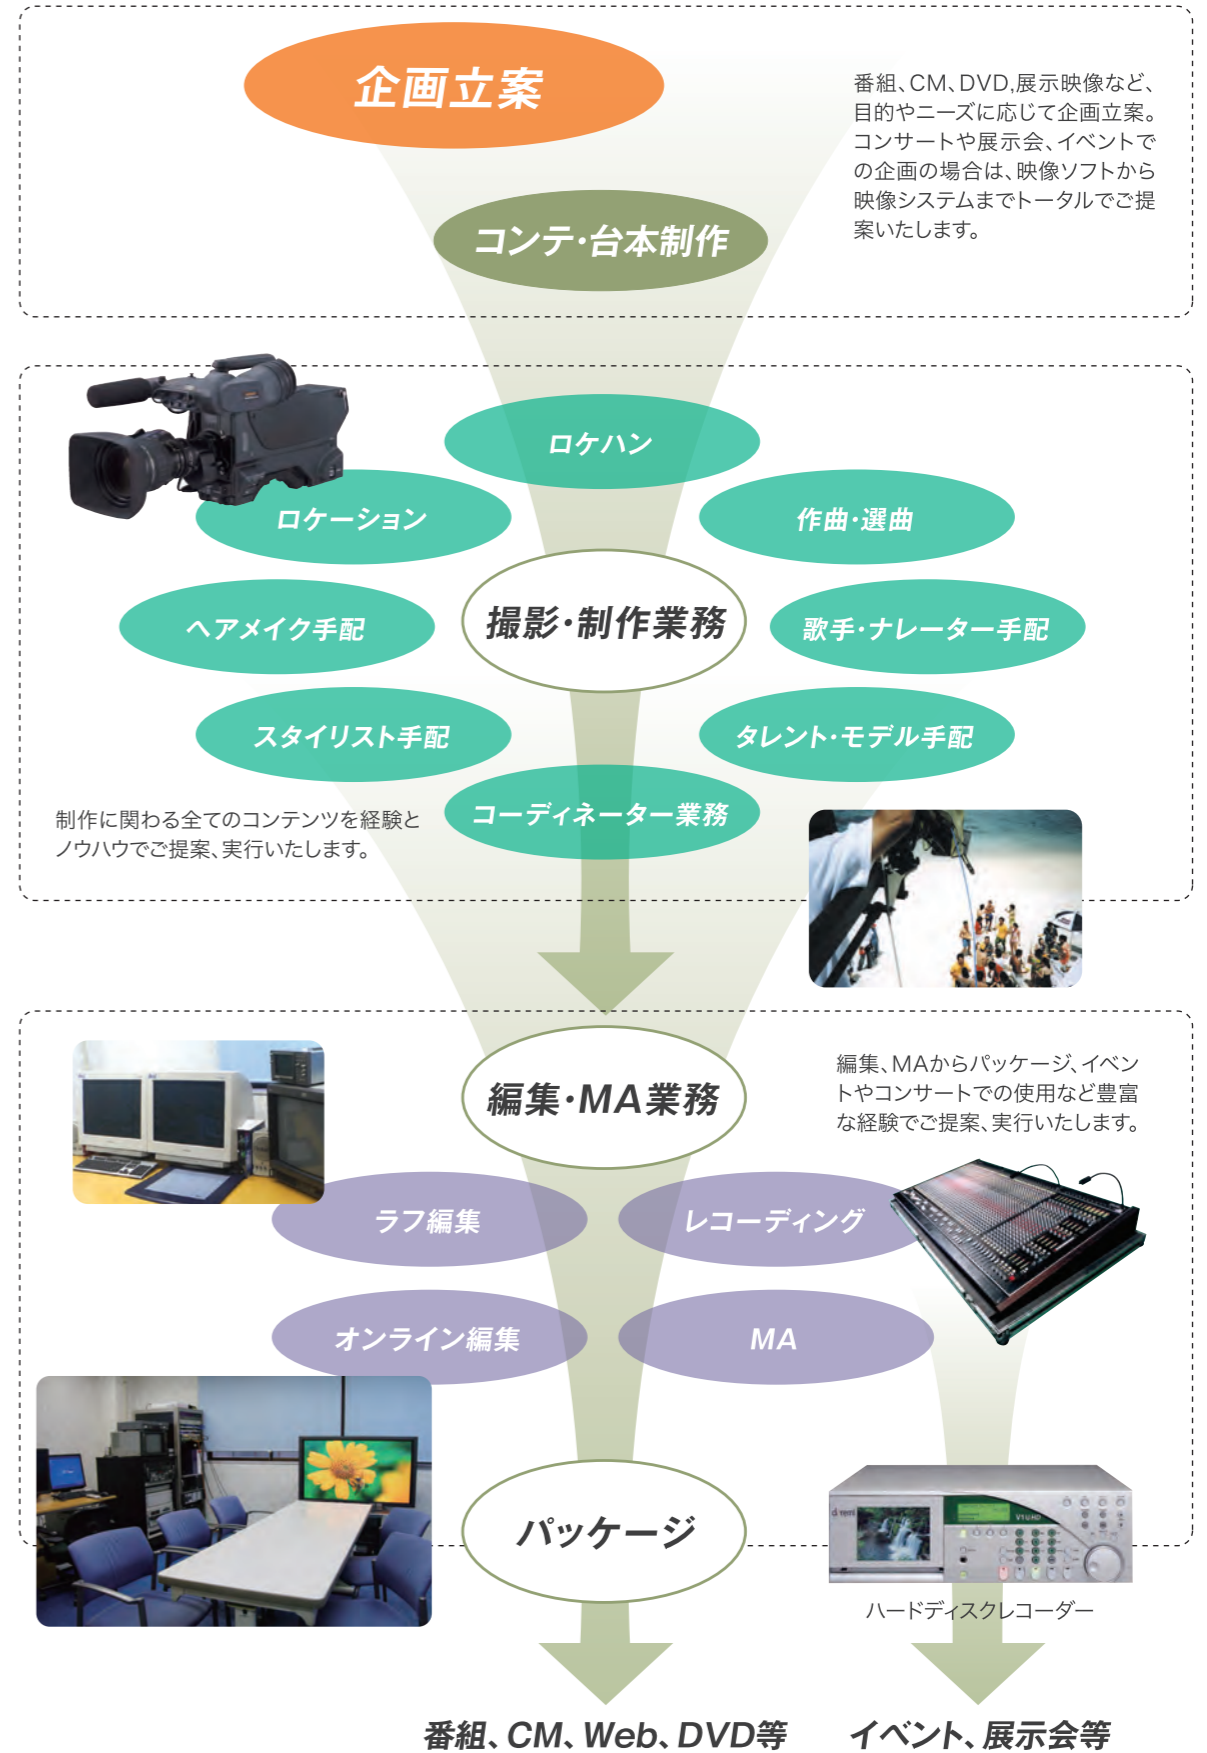 企画立案
番組、CM、DVD,展示映像など、
目的やニーズに応じて企画立案。
コンサートや展示会、イベントで
の企画の場合は、映像ソフトから
映像システムまでトータルでご提
案いたします。
コンテ・台本制作
ロケハン
ロケーション
作曲・選曲
撮影・制作業務
ヘアメイク手配
歌手・ナレーター手配
スタイリスト手配
タレント・モデル手配
コーディネーター業務
制作に関わる全てのコンテンツを経験と
ノウハウでご提案、実行いたします。
編集・MA業務
編集、MAからパッケージ、イベン
トやコンサートでの使用など豊富
な経験でご提案、実行いたします。
ラフ編集
レコーディング
オンライン編集
MA
パッケージ
ハードディスクレコーダー
番組、CM、Web、DVD等
イベント、展示会等